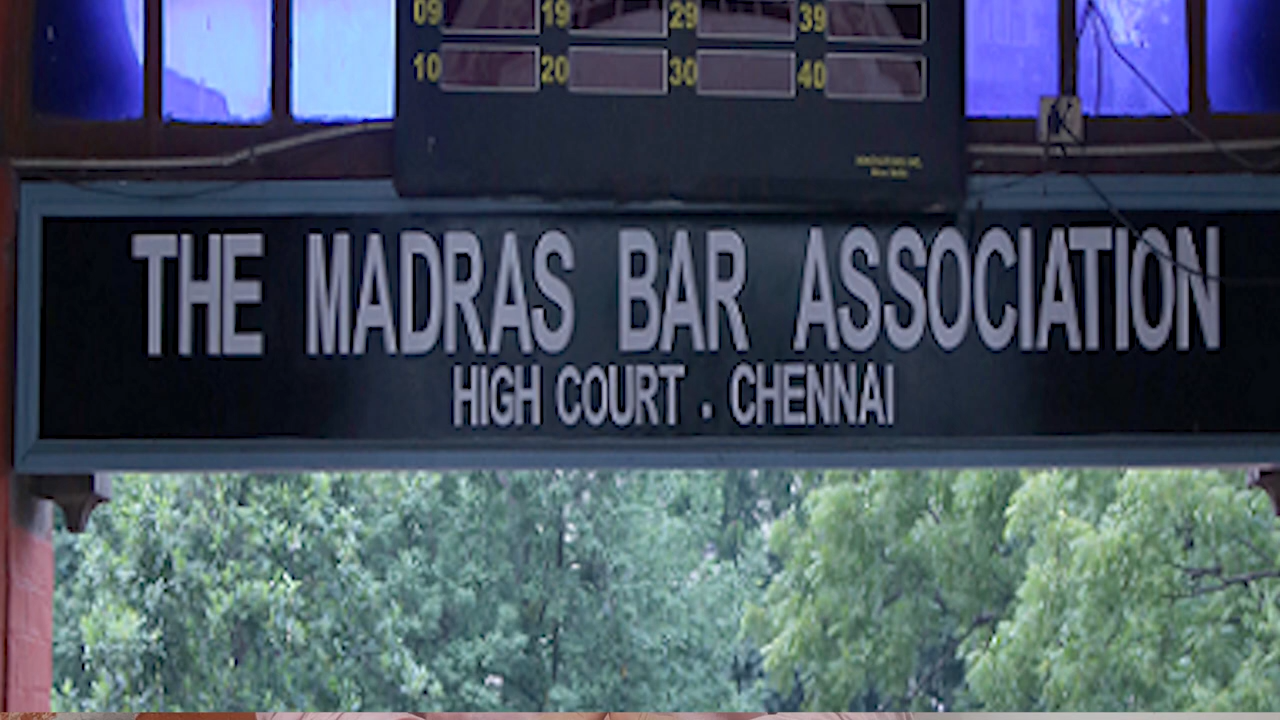 09 19 29 39
10 20 30 40
THE MADRAS BAR ASSOCIATION
HIGH COURT . CHENNAI